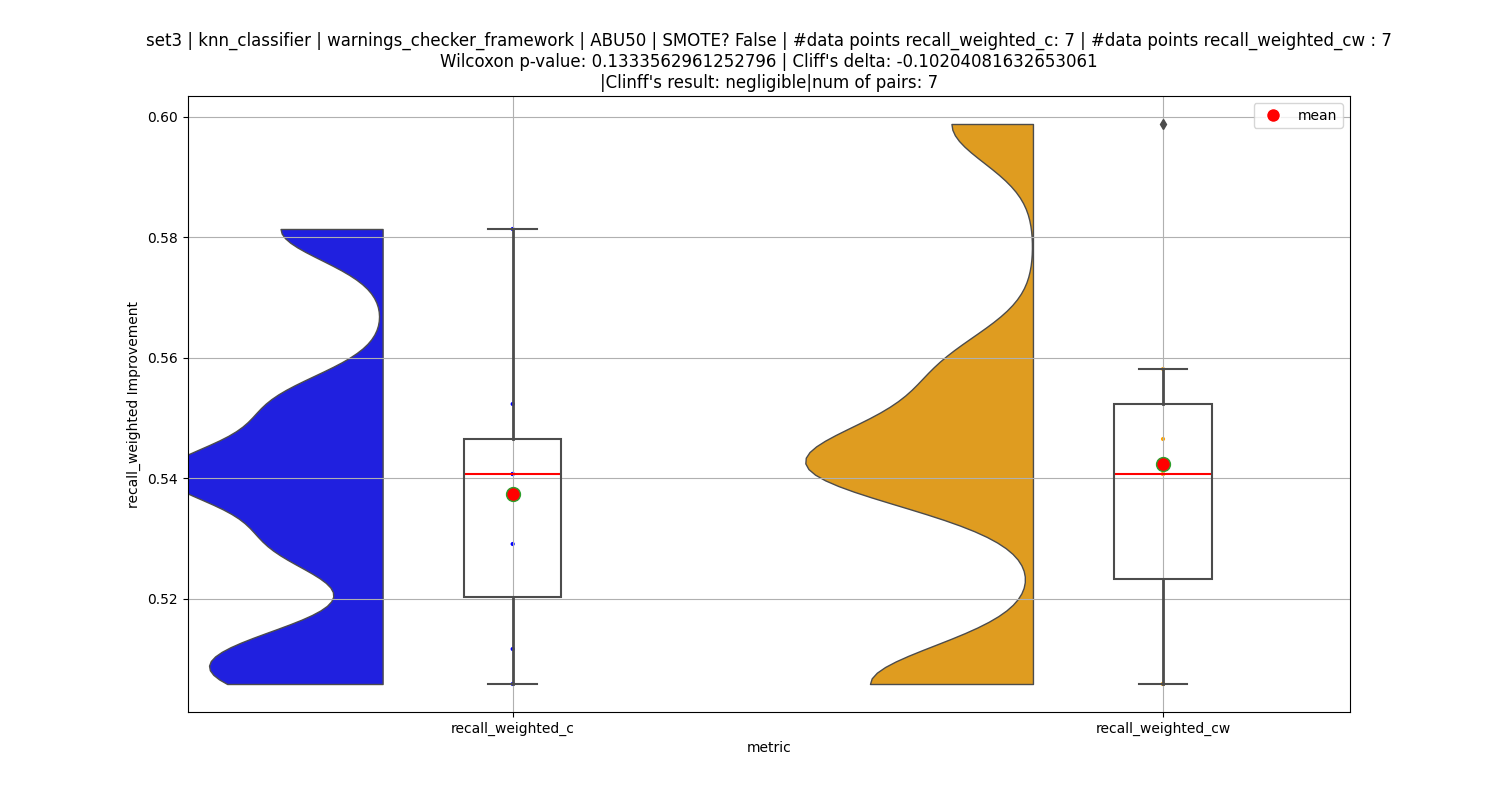 set3 | knn_classifier | warnings_checker_framework | ABU50 | SMOTE? False | #data points recall_weighted_c: 7 | #data points recall_weighted_cw : 7
Wilcoxon p-value: 0.1333562961252796 | Cliff's delta: -0.10204081632653061
|Clinff's result: negligible|num of pairs: 7
mean
0.60
0.58
0.56
0.54
0.52
recall_weighted Improvement
recall_weighted_c
recall_weighted_cw
metric